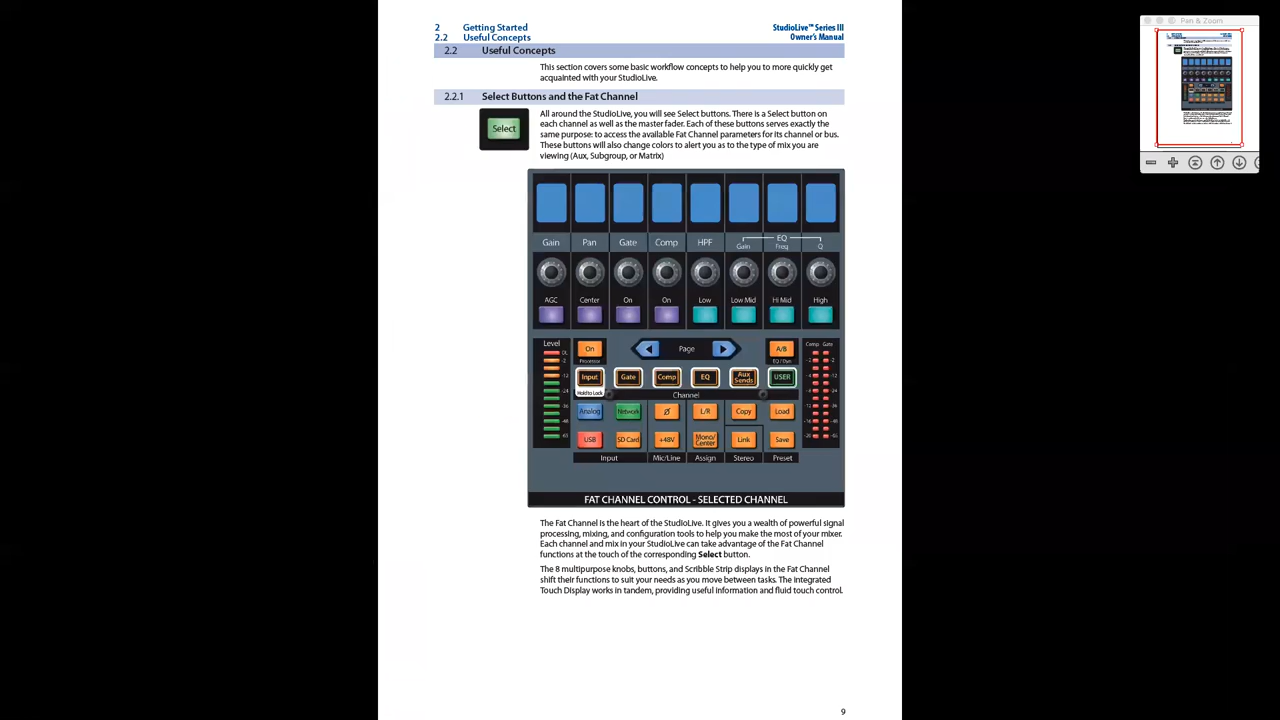 2 Getting Started StudioLive™ Series III
2.2 Useful Concepts Owner's Manual
2.2 Useful Concepts
This section covers some basic workflow concepts to help you to more quickly get
acquainted with your StudioLive.
2.2.1 Select Buttons and the Fat Channel
Select
All around the StudioLive, you will see Select buttons. There is a Select button on
each channel as well as the master fader. Each of these buttons serves exactly the
same purpose: to access the available Fat Channel parameters for its channel or bus.
These buttons will also change colors to alert you as to the type of mix you are
viewing (Aux, Subgroup, or Matrix)
Gain Pan Gate Comp HPF EQ
Gain Freq Q
AGC Center On On Low Low Mid Hi Mid High
Level On Page A/B Comp Gate
Processor EQ / Dyn
Input Gate Comp EQ Aux Sends USER
Hold to Lock Channel
Analog Network Ø L/R Copy Load
USB SD Card +48V Mono/Center Link Save
Input Mic/Line Assign Stereo Preset
FAT CHANNEL CONTROL - SELECTED CHANNEL
The Fat Channel is the heart of the StudioLive. It gives you a wealth of powerful signal
processing, mixing, and configuration tools to help you make the most of your mixer.
Each channel and mix in your StudioLive can take advantage of the Fat Channel
functions at the touch of the corresponding Select button.
The 8 multipurpose knobs, buttons, and Scribble Strip displays in the Fat Channel
shift their functions to suit your needs as you move between tasks. The integrated
Touch Display works in tandem, providing useful information and fluid touch control.
9
Pan & Zoom